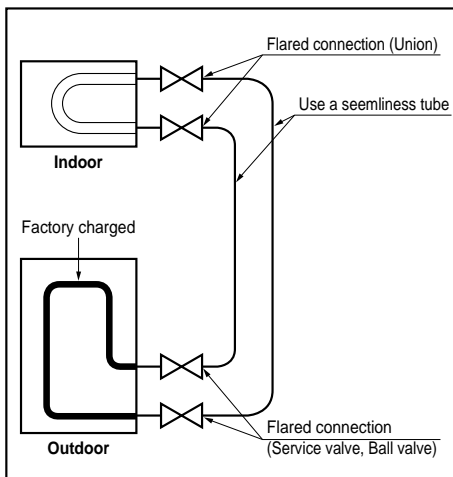 Flared connection (Union)
Use a seemliness tube
Indoor
Factory charged
Flared connection
(Service valve, Ball valve)
Outdoor